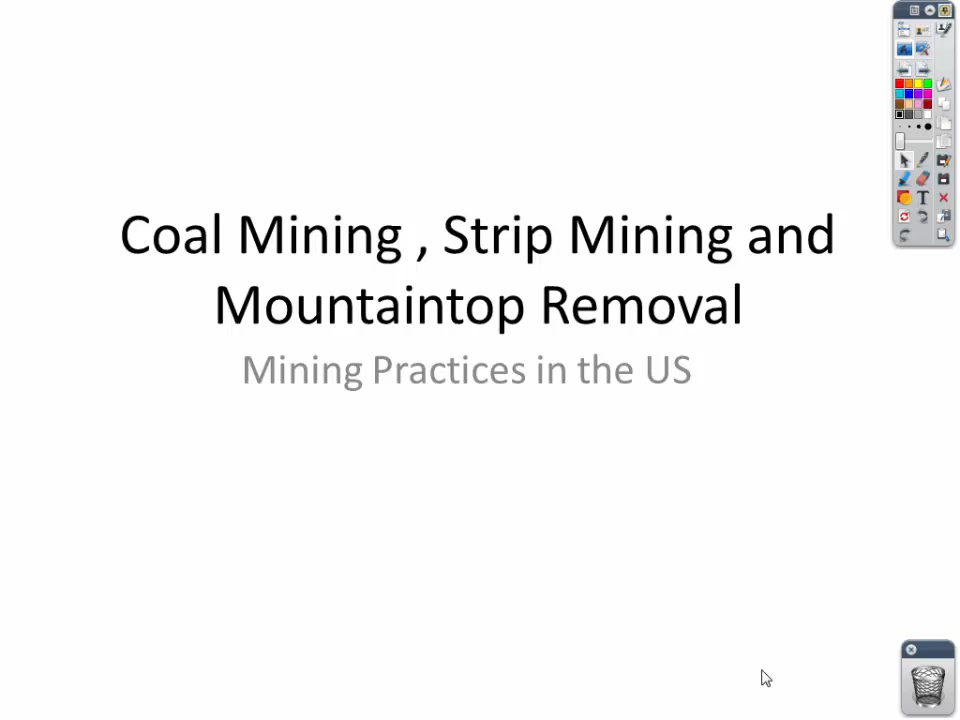 Coal Mining , Strip Mining and
Mountaintop Removal
Mining Practices in the US